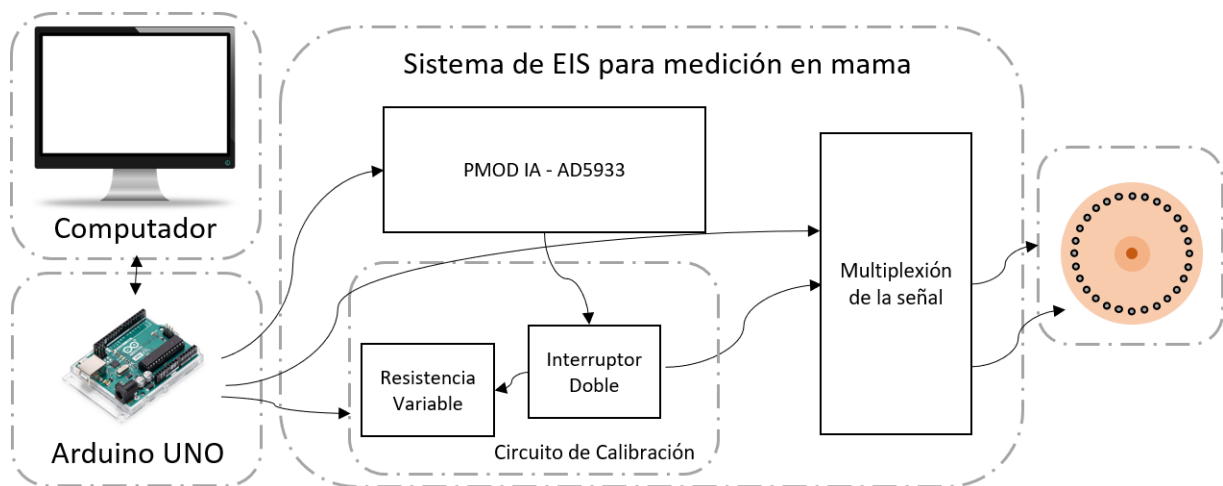 Sistema de EIS para medición en mama
PMOD IA - AD5933
Computador
Multiplexión
de la señal
Interruptor
Doble
Resistencia
Variable
Circuito de Calibración
Arduino UNO